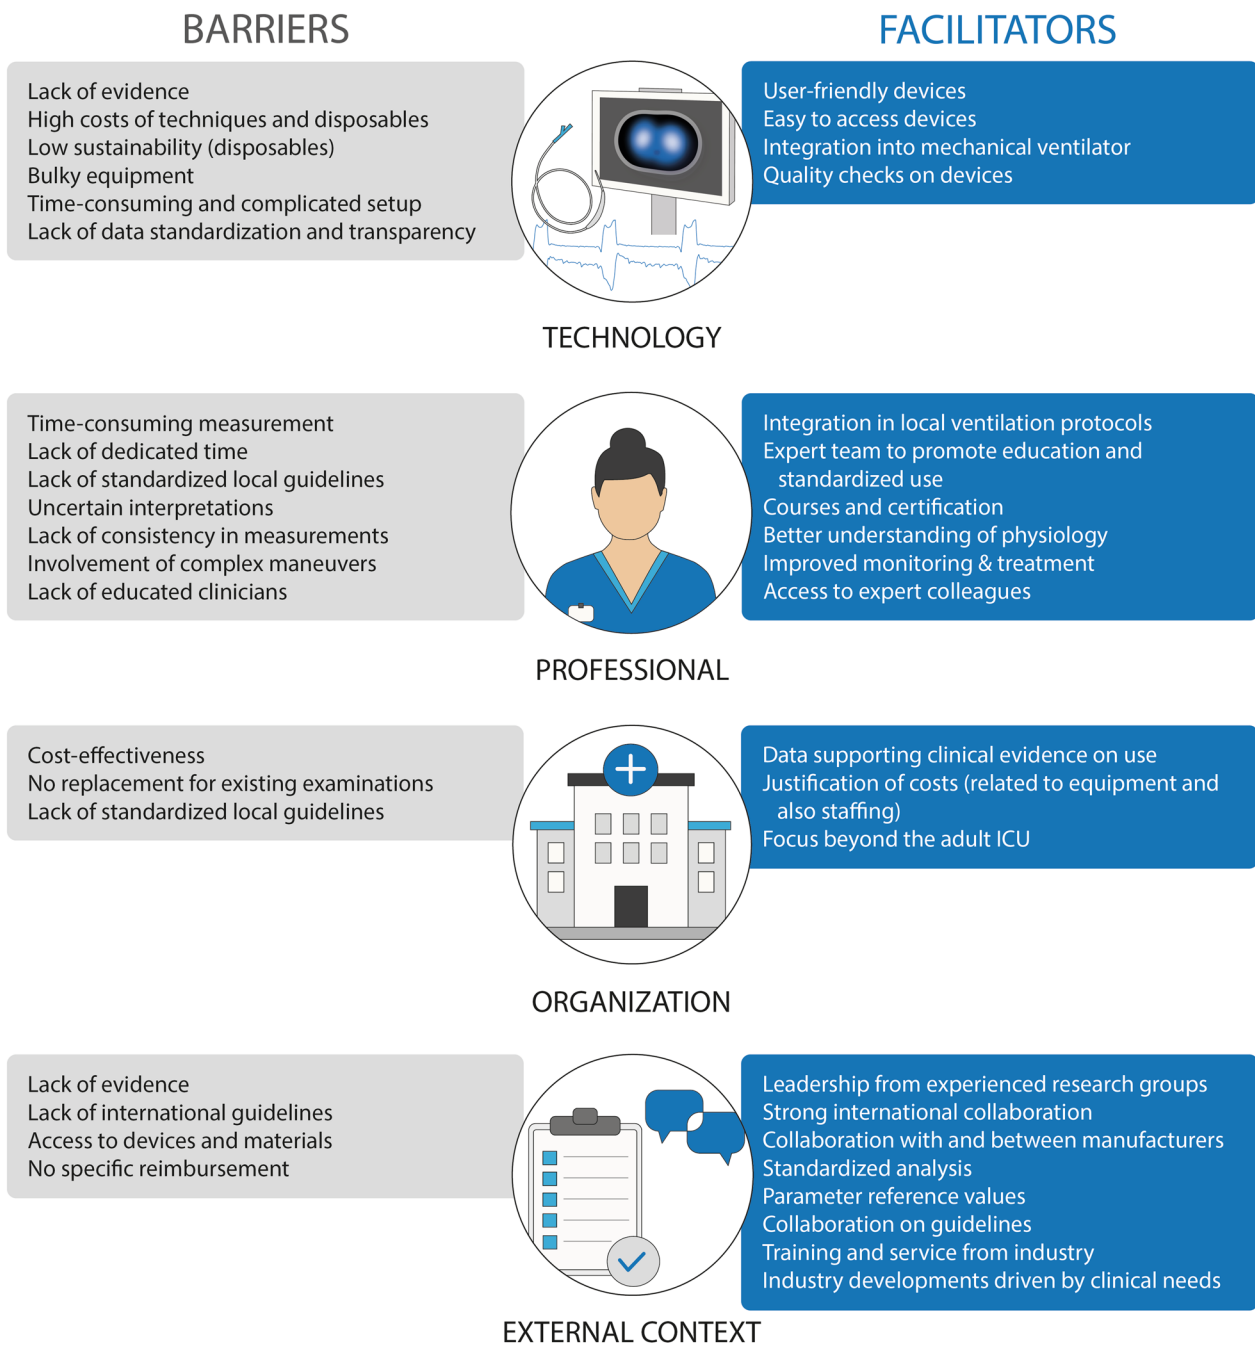 BARRIERS
FACILITATORS
Lack of evidence
High costs of techniques and disposables
Low sustainability (disposables)
Bulky equipment
Time-consuming and complicated setup
Lack of data standardization and transparency
User-friendly devices
Easy to access devices
Integration into mechanical ventilator
Quality checks on devices
TECHNOLOGY
Time-consuming measurement
Lack of dedicated time
Lack of standardized local guidelines
Uncertain interpretations
Lack of consistency in measurements
Involvement of complex maneuvers
Lack of educated clinicians
Integration in local ventilation protocols
Expert team to promote education and
standardized use
Courses and certification
Better understanding of physiology
Improved monitoring & treatment
Access to expert colleagues
PROFESSIONAL
Cost-effectiveness
No replacement for existing examinations
Lack of standardized local guidelines
Data supporting clinical evidence on use
Justification of costs (related to equipment and
also staffing)
Focus beyond the adult ICU
ORGANIZATION
Lack of evidence
Lack of international guidelines
Access to devices and materials
No specific reimbursement
Leadership from experienced research groups
Strong international collaboration
Collaboration with and between manufacturers
Standardized analysis
Parameter reference values
Collaboration on guidelines
Training and service from industry
Industry developments driven by clinical needs
EXTERNAL CONTEXT